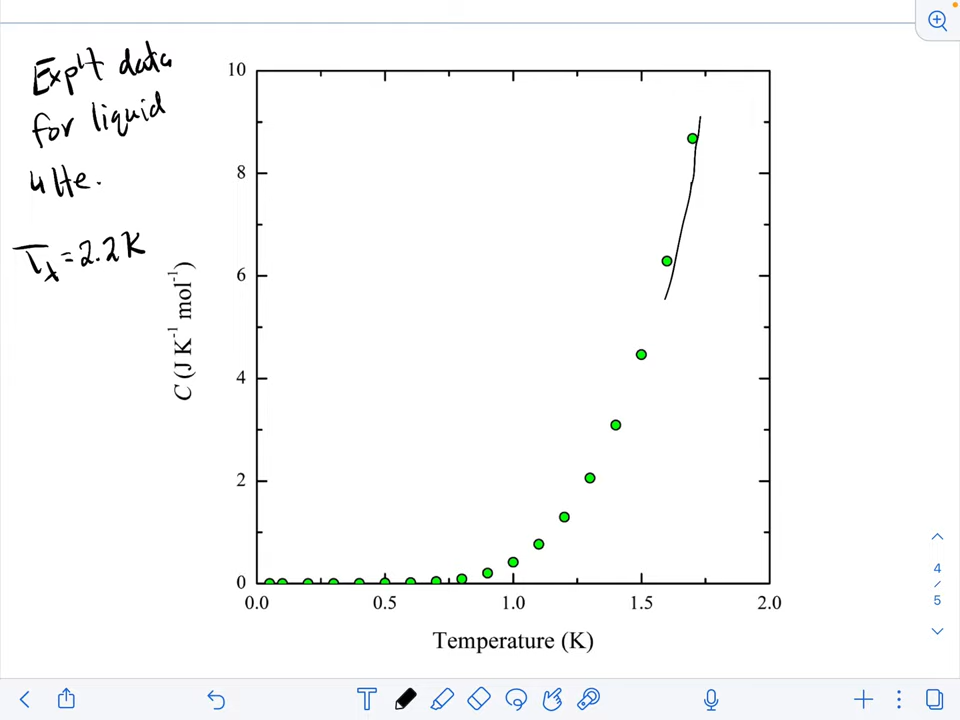 Exp't data
for liquid
4He.
Tλ = 2.2 K
10
8
6
4
2
0
C (J K⁻¹ mol⁻¹)
0.0 0.5 1.0 1.5 2.0
Temperature (K)
4
/
5
T